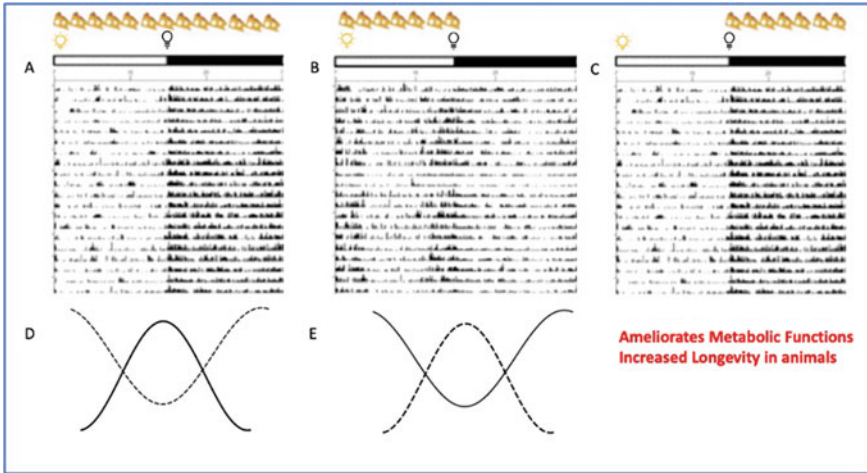 A
B
C
D
E
Ameliorates Metabolic Functions
Increased Longevity in animals